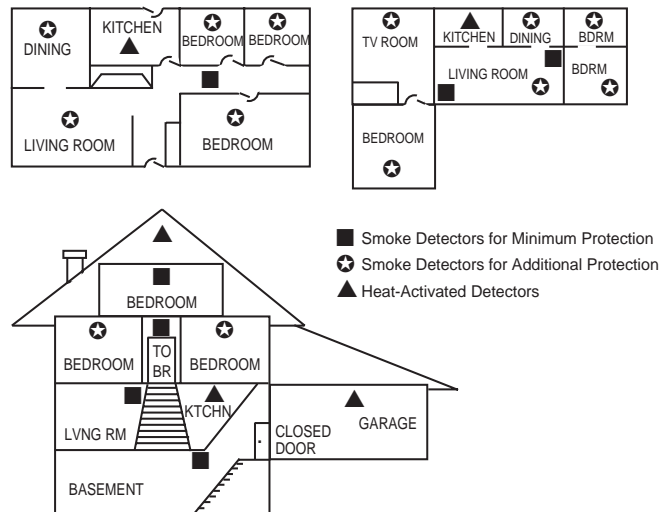 DINING
KITCHEN
BEDROOM
BEDROOM
LIVING ROOM
BEDROOM
TV ROOM
KITCHEN
DINING
BDRM
LIVING ROOM
BDRM
BEDROOM
Smoke Detectors for Minimum Protection
Smoke Detectors for Additional Protection
Heat-Activated Detectors
BEDROOM
BEDROOM
TO
BR
BEDROOM
LVNG RM
KTCHN
CLOSED
DOOR
GARAGE
BASEMENT